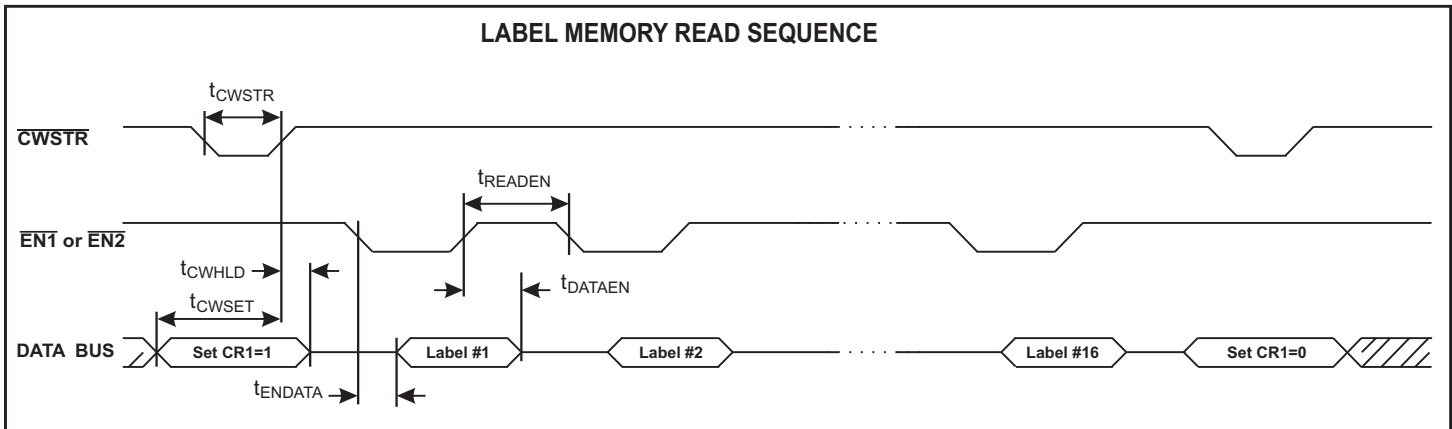 LABEL MEMORY READ SEQUENCE
tCWSTR
CWSTR
tREADEN
EN1 or EN2
tCWHLD
tDATAEN
tCWSET
DATA BUS Set CR1=1 Label #1 Label #2 Label #16 Set CR1=0
tENDATA